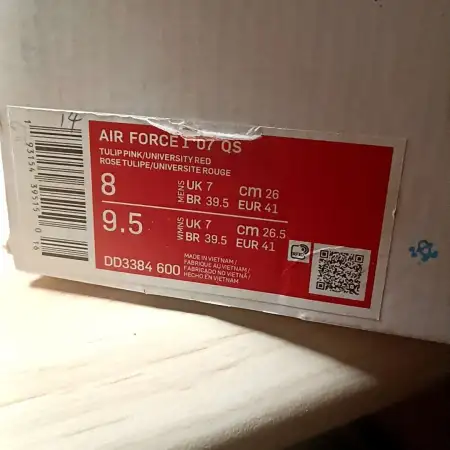 14
AIR FORCE 1 '07 QS
TULIP PINK/UNIVERSITY RED
ROSE TULIPE/UNIVERSITE ROUGE
8 MENS UK 7 cm 26
BR 39.5 EUR 41
9.5 WMNS UK 7 cm 26.5
BR 39.5 EUR 41
DD3384 600
MADE IN VIETNAM/
FABRIQUE AU VIETNAM/
FABRICADO NO VIETNÃ/
HECHO EN VIETNAM